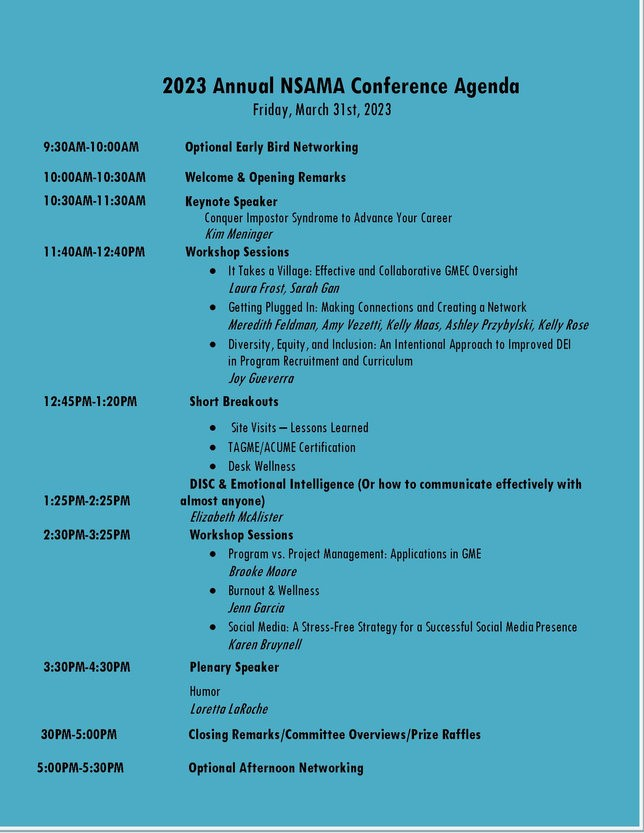 2023 Annual NSAMA Conference Agenda
Friday, March 31st, 2023
9:30AM-10:00AM Optional Early Bird Networking
10:00AM-10:30AM Welcome & Opening Remarks
10:30AM-11:30AM Keynote Speaker
Conquer Impostor Syndrome to Advance Your Career
Kim Meninger
11:40AM-12:40PM Workshop Sessions
• It Takes a Village: Effective and Collaborative GMEC Oversight
Laura Frost, Sarah Gan
• Getting Plugged In: Making Connections and Creating a Network
Meredith Feldman, Amy Vezetti, Kelly Maas, Ashley Przybylski, Kelly Rose
• Diversity, Equity, and Inclusion: An Intentional Approach to Improved DEI
in Program Recruitment and Curriculum
Joy Gueverra
12:45PM-1:20PM Short Breakouts
• Site Visits – Lessons Learned
• TAGME/ACUME Certification
• Desk Wellness
DISC & Emotional Intelligence (Or how to communicate effectively with
1:25PM-2:25PM almost anyone)
Elizabeth McAlister
2:30PM-3:25PM Workshop Sessions
• Program vs. Project Management: Applications in GME
Brooke Moore
• Burnout & Wellness
Jenn Garcia
• Social Media: A Stress-Free Strategy for a Successful Social Media Presence
Karen Bruynell
3:30PM-4:30PM Plenary Speaker
Humor
Loretta LaRoche
30PM-5:00PM Closing Remarks/Committee Overviews/Prize Raffles
5:00PM-5:30PM Optional Afternoon Networking